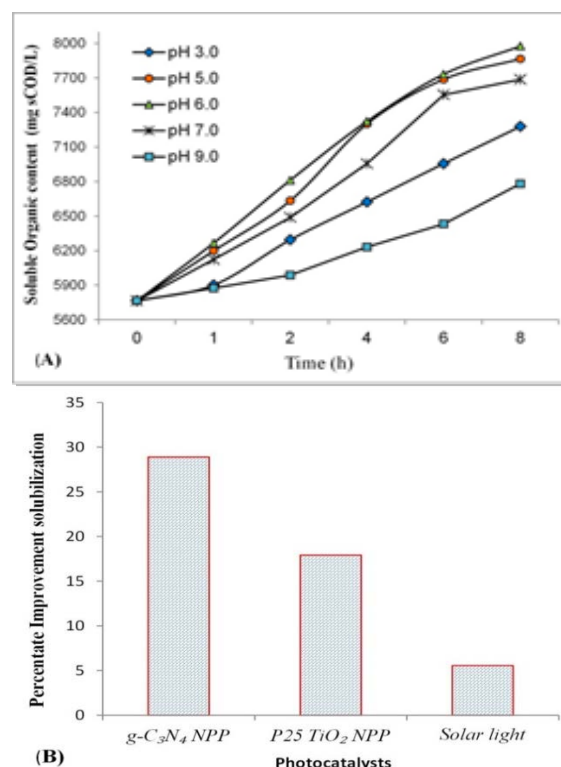 8000
7700
7400
7100
6800
6500
6200
5900
5600
Soluble Organic content (mg sCOD/L)
pH 3.0
pH 5.0
pH 6.0
pH 7.0
pH 9.0
0 1 2 4 6 8
Time (h)
(A)
35
30
25
20
15
10
5
0
Percentate Improvement solubilization
g-C₃N₄ NPP P25 TiO₂ NPP Solar light
Photocatalysts
(B)